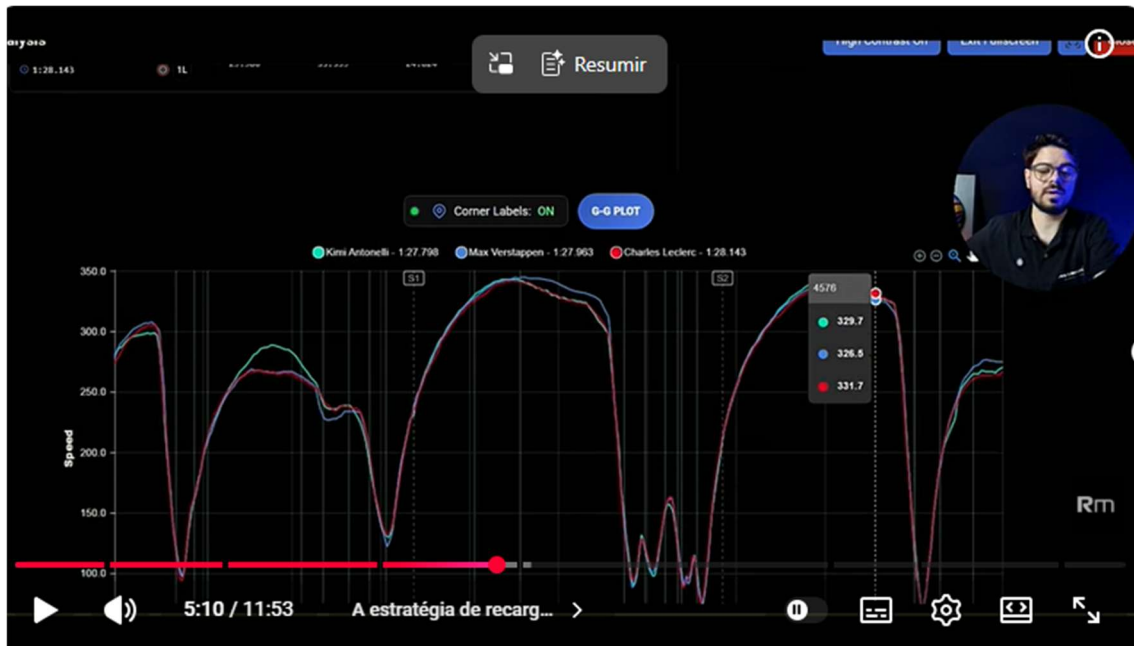 alysis
High Contrast On
Exit Fullscreen
1:28.143
1L
Resumir
Corner Labels: ON
G-G PLOT
Kimi Antonelli - 1:27.798
Max Verstappen - 1:27.963
Charles Leclerc - 1:28.143
350.0
S1
S2
4576
329.7
326.5
331.7
300.0
250.0
200.0
150.0
100.0
Speed
Rm
5:10 / 11:53
A estratégia de recarg...